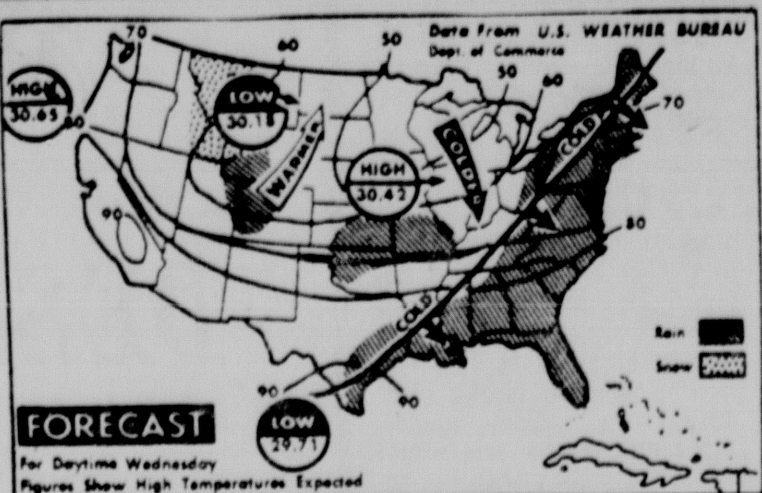 Data From U.S. WEATHER BUREAU
Dept. of Commerce
70
60
50
50
60
HIGH
30.65
60
LOW
30.18
WARMER
HIGH
30.42
COLDER
COLD
70
90
80
COLD
Rain
Snow
90
90
LOW
29.71
FORECAST
For Daytime Wednesday
Figures Show High Temperatures Expected